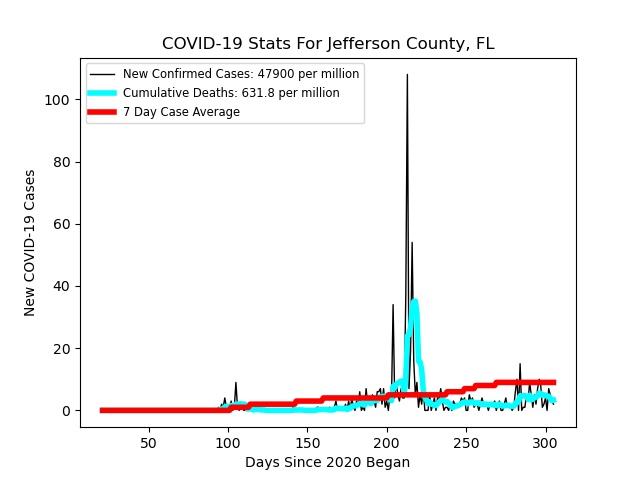 COVID-19 Stats For Jefferson County, FL
New Confirmed Cases: 47900 per million
Cumulative Deaths: 631.8 per million
7 Day Case Average
100
80
60
40
20
0
New COVID-19 Cases
50 100 150 200 250 300
Days Since 2020 Began